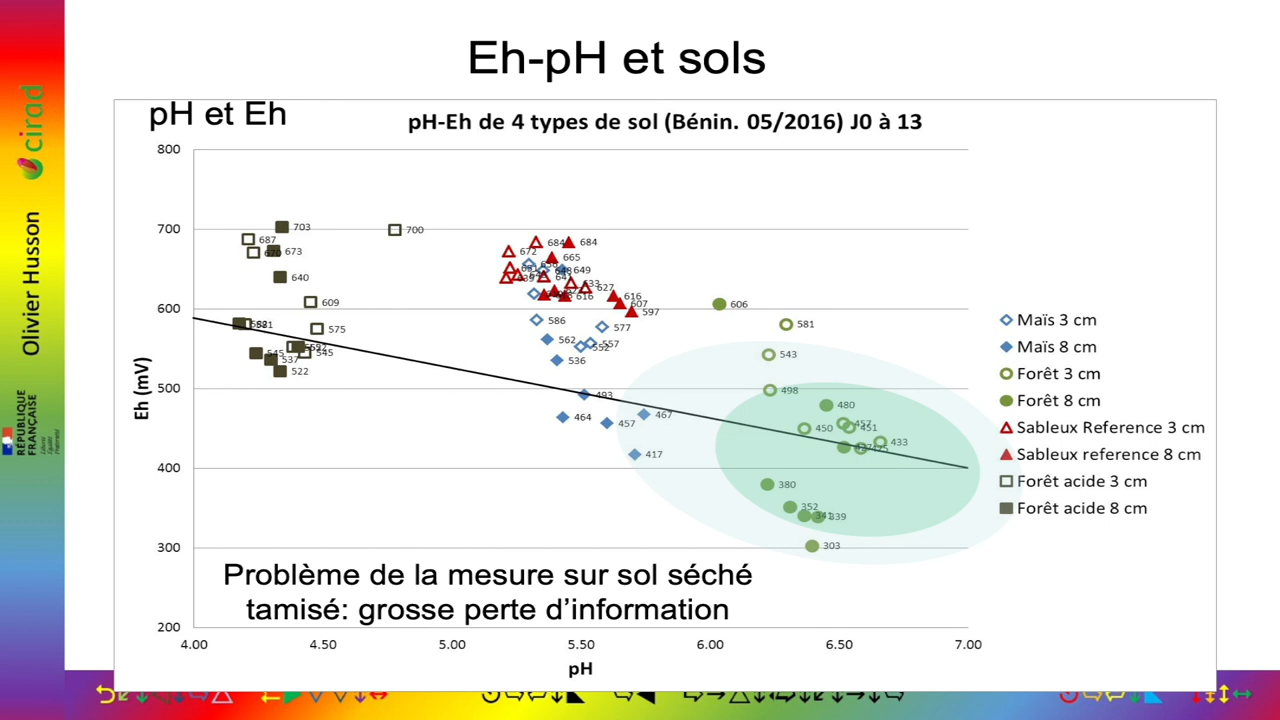 Eh-pH et sols
pH et Eh
pH-Eh de 4 types de sol (Bénin. 05/2016) J0 à 13
cirad
Olivier Husson
RÉPUBLIQUE
FRANÇAISE
Liberté
Égalité
Fraternité
Eh (mV)
800
700
600
500
400
300
200
4.00
4.50
5.00
5.50
6.00
6.50
7.00
pH
687
670
703
673
640
609
575
581
545
537
522
545
700
672
684
684
665
649
627
616
616
607
597
586
577
562
557
552
536
493
464
457
467
417
606
581
543
498
480
450
457
451
433
380
352
341
339
303
Maïs 3 cm
Maïs 8 cm
Forêt 3 cm
Forêt 8 cm
Sableux Reference 3 cm
Sableux reference 8 cm
Forêt acide 3 cm
Forêt acide 8 cm
Problème de la mesure sur sol séché
tamisé: grosse perte d’information